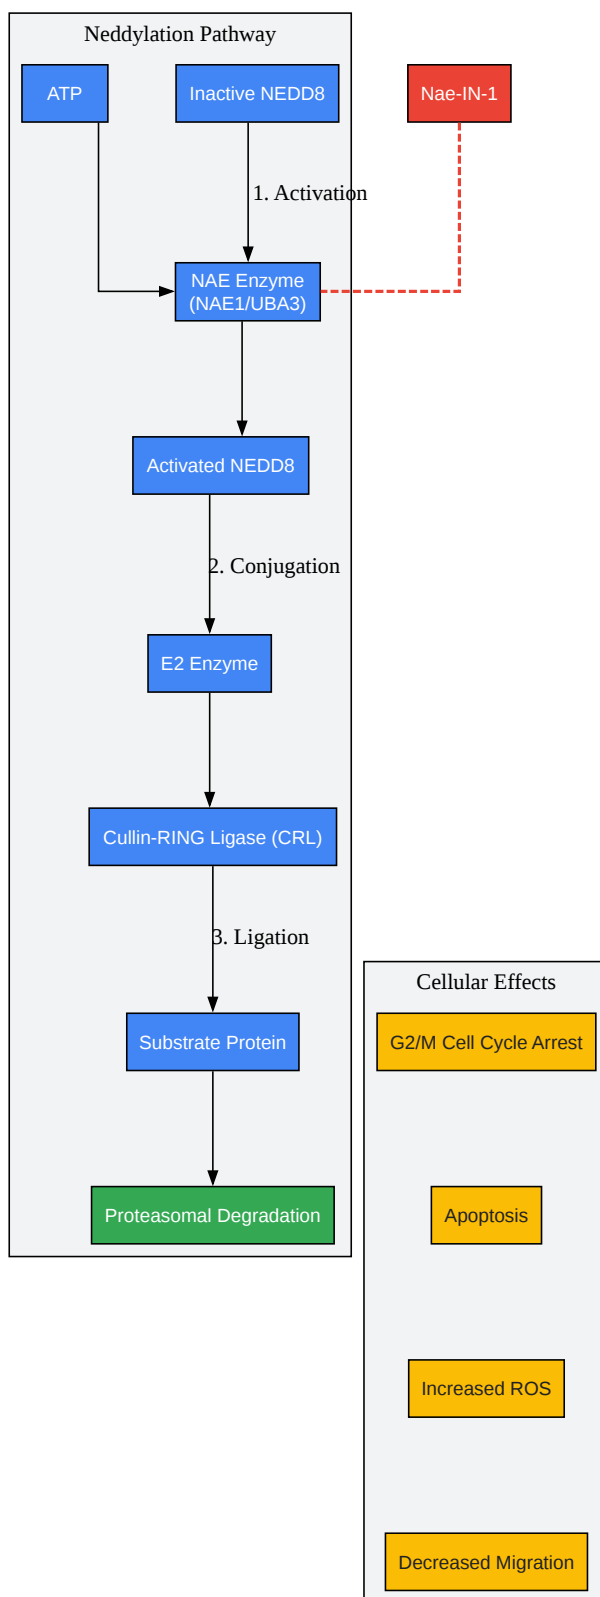 Neddylation Pathway
ATP
Inactive NEDD8
Nae-IN-1
1. Activation
NAE Enzyme
(NAE1/UBA3)
Activated NEDD8
2. Conjugation
E2 Enzyme
Cullin-RING Ligase (CRL)
3. Ligation
Cellular Effects
Substrate Protein
G2/M Cell Cycle Arrest
Proteasomal Degradation
Apoptosis
Increased ROS
Decreased Migration